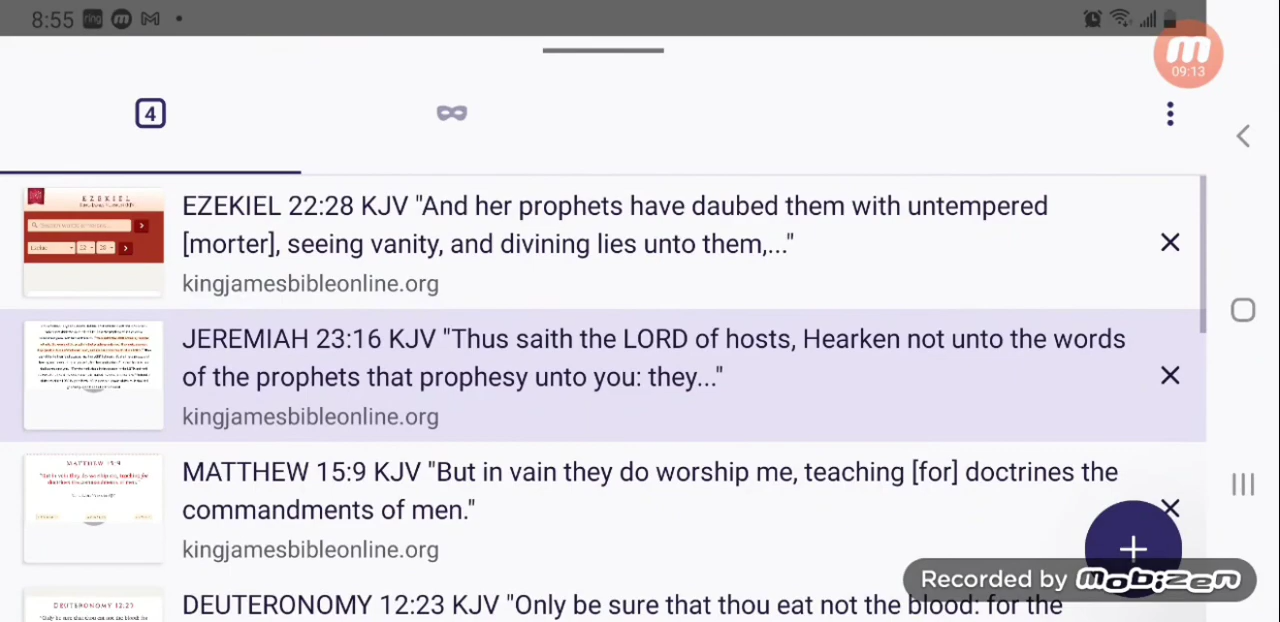 8:55 ring
09:13
4
EZEKIEL 22:28 KJV "And her prophets have daubed them with untempered
[morter], seeing vanity, and divining lies unto them,..."
kingjamesbibleonline.org
EZEKIEL
JEREMIAH 23:16 KJV "Thus saith the LORD of hosts, Hearken not unto the words
of the prophets that prophesy unto you: they..."
kingjamesbibleonline.org
MATTHEW 15:9
MATTHEW 15:9 KJV "But in vain they do worship me, teaching [for] doctrines the
commandments of men."
kingjamesbibleonline.org
Recorded by mobizen
DEUTERONOMY 12:23
DEUTERONOMY 12:23 KJV "Only be sure that thou eat not the blood: for the